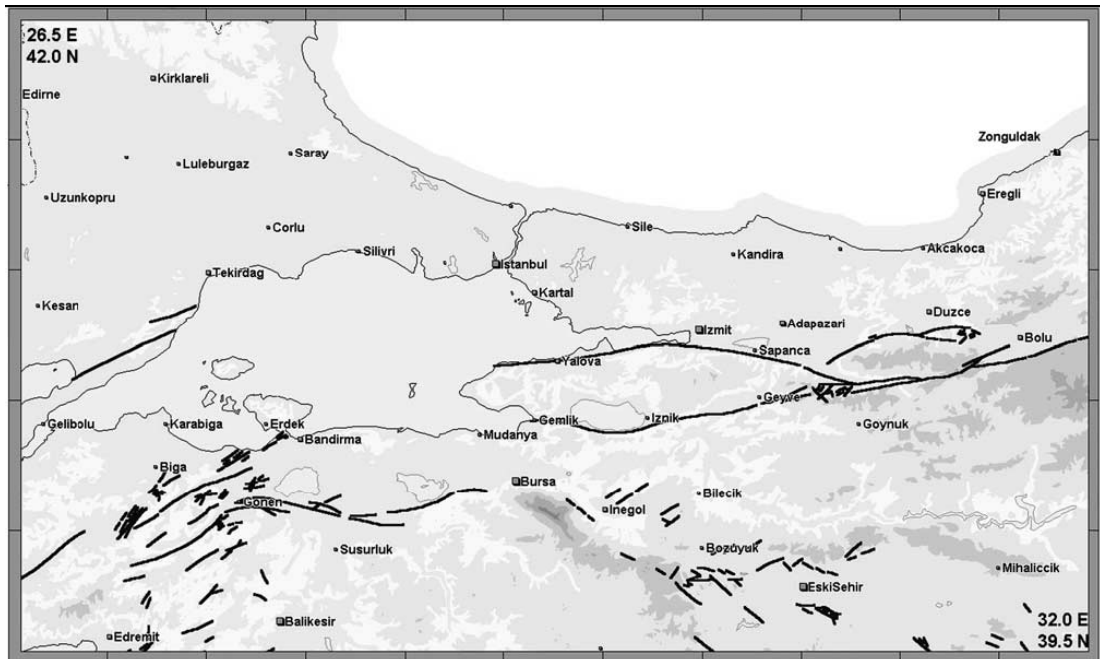 26.5 E
42.0 N
Kirklareli
Edirne
Zonguldak
Saray
Luleburgaz
Uzunkopru
Eregli
Corlu
Sile
Silivri
Kandira
Akcakoca
Istanbul
Tekirdag
Kartal
Kesan
Duzce
Adapazari
Izmit
Bolu
Sapanca
Yalova
Geyve
Gelibolu
Karabiga
Erdek
Gemlik
Iznik
Goynuk
Bandirma
Mudanya
Biga
Bursa
Bilecik
Gonen
Inegol
Susurluk
Bozuyuk
Mihaliccik
EskiSehir
Balikesir
32.0 E
39.5 N
Edremit